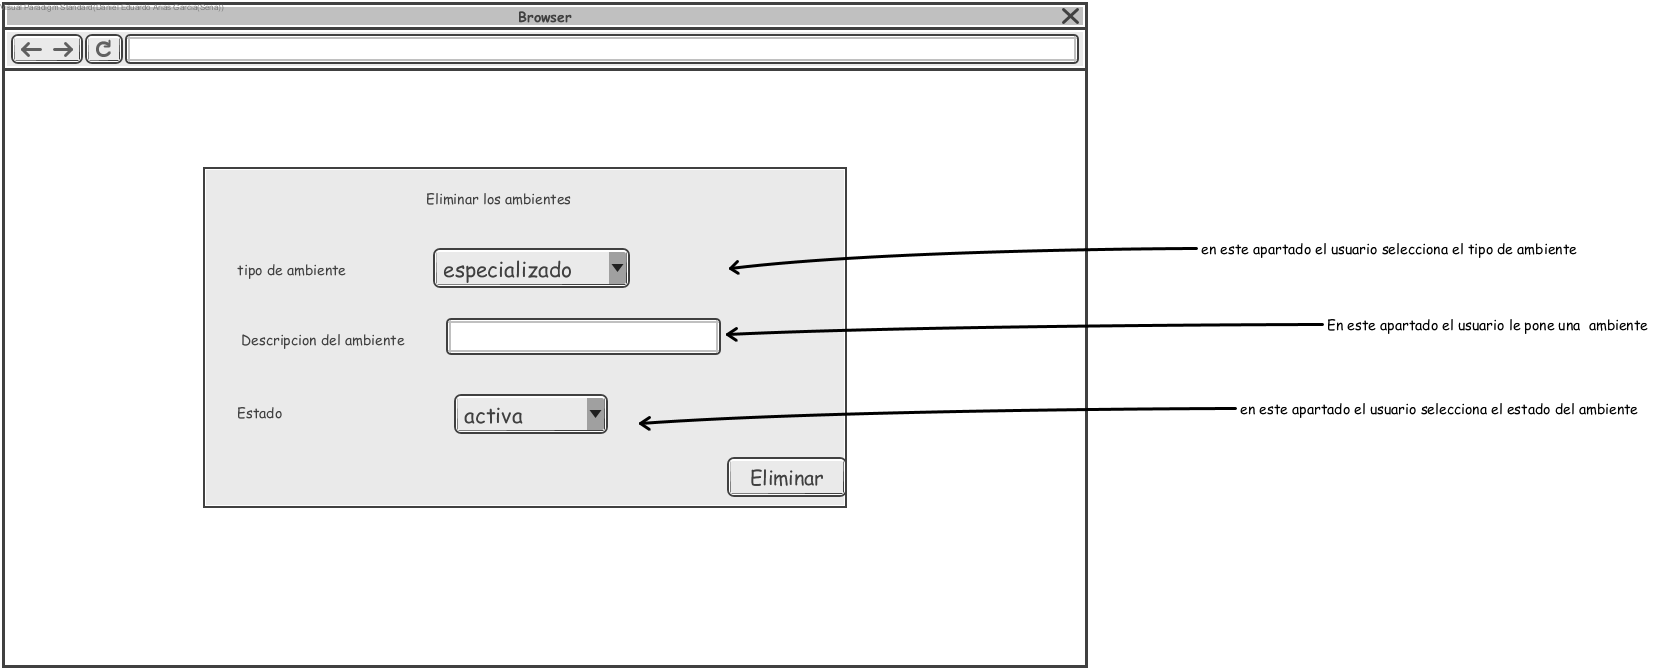 Visual Paradigm Standard(Daniel Eduardo Arias Garcia(Sena))
Browser
Eliminar los ambientes
tipo de ambiente
especializado
en este apartado el usuario selecciona el tipo de ambiente
Descripcion del ambiente
En este apartado el usuario le pone una  ambiente
Estado
activa
en este apartado el usuario selecciona el estado del ambiente
Eliminar